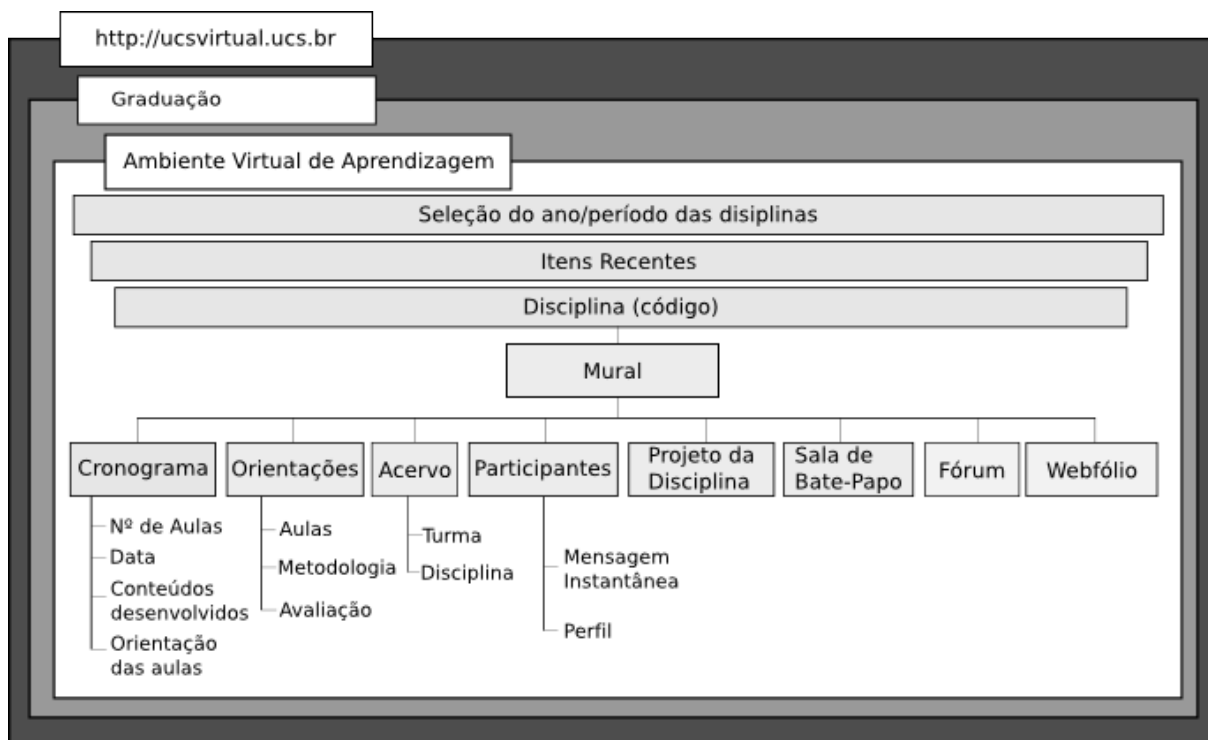 http://ucsvirtual.ucs.br
Graduação
Ambiente Virtual de Aprendizagem
Seleção do ano/período das disiplinas
Itens Recentes
Disciplina (código)
Mural
Cronograma
Nº de Aulas
Data
Conteúdos
desenvolvidos
Orientação
das aulas
Orientações
Aulas
Metodologia
Avaliação
Acervo
Turma
Disciplina
Participantes
Mensagem
Instantânea
Perfil
Projeto da
Disciplina
Sala de
Bate-Papo
Fórum
Webfólio